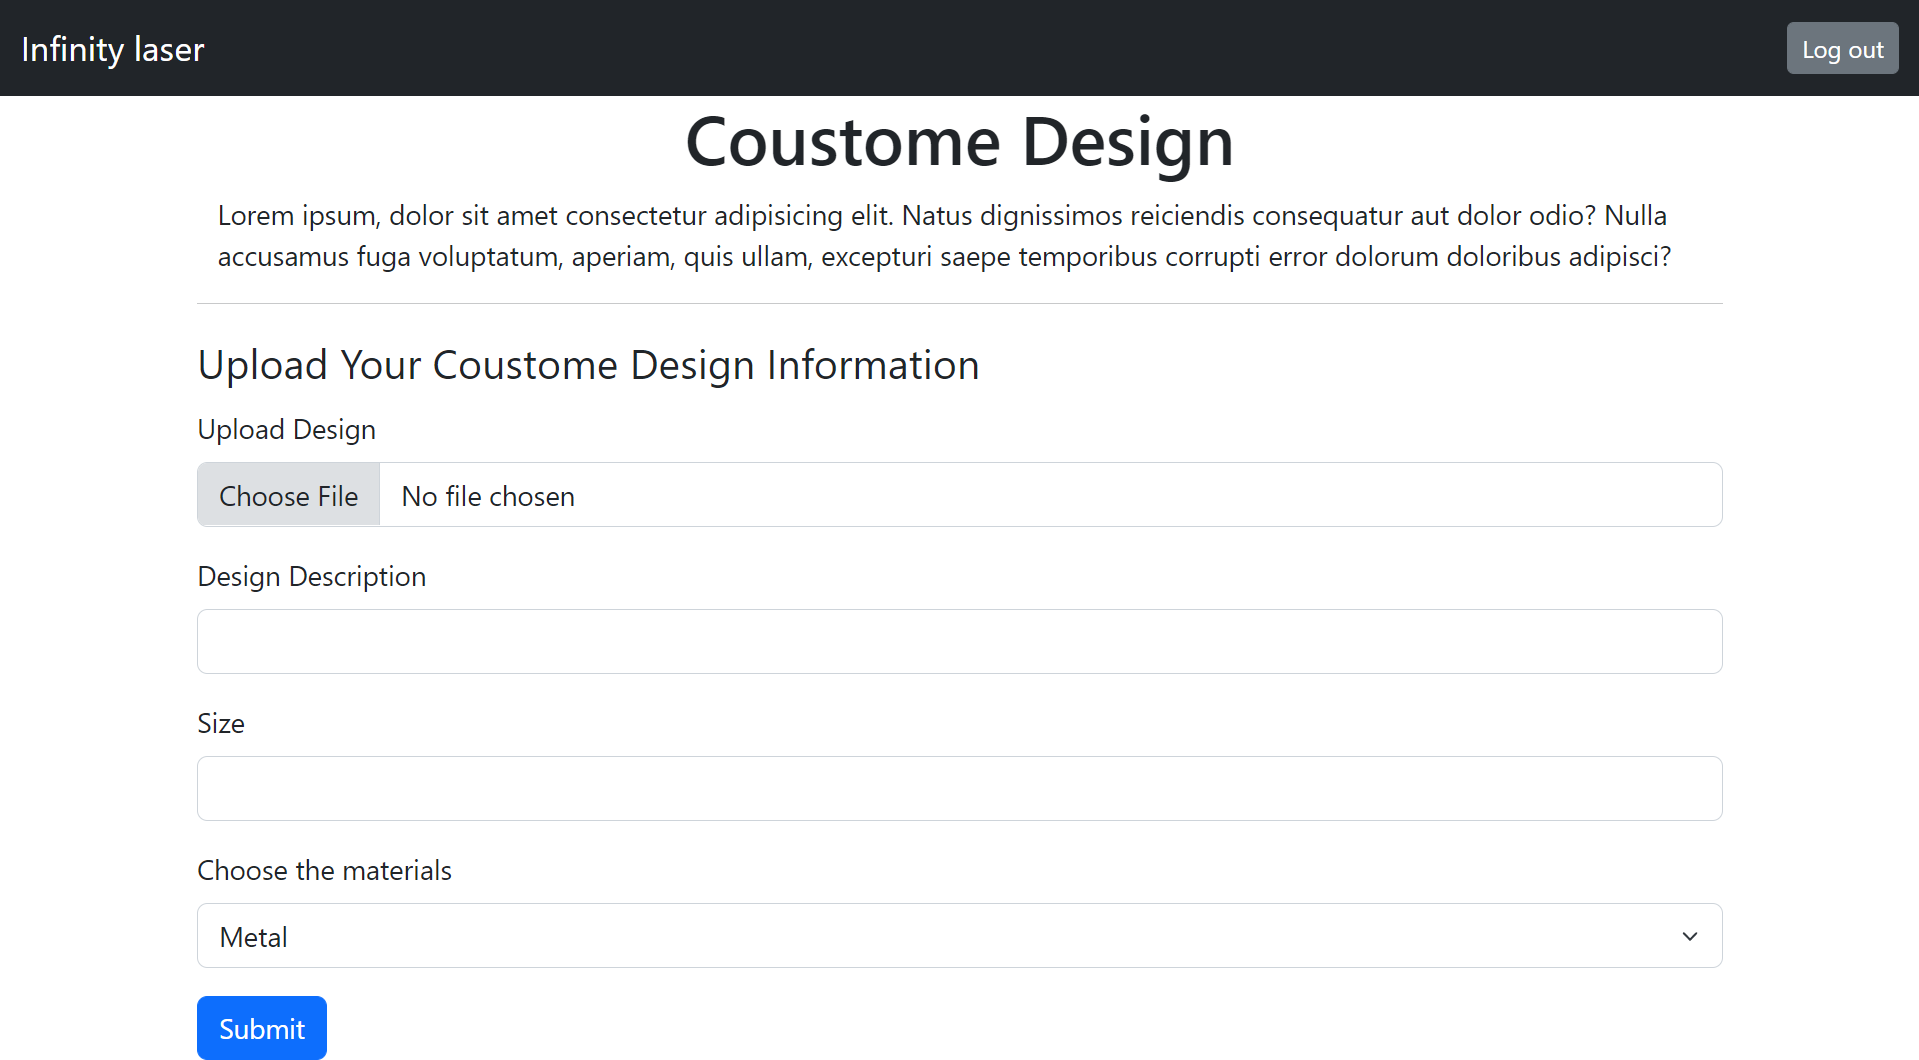 Infinity laser
Log out
Coustome Design
Lorem ipsum, dolor sit amet consectetur adipisicing elit. Natus dignissimos reiciendis consequatur aut dolor odio? Nulla
accusamus fuga voluptatum, aperiam, quis ullam, excepturi saepe temporibus corrupti error dolorum doloribus adipisci?
Upload Your Coustome Design Information
Upload Design
Choose File No file chosen
Design Description
Size
Choose the materials
Metal
Submit